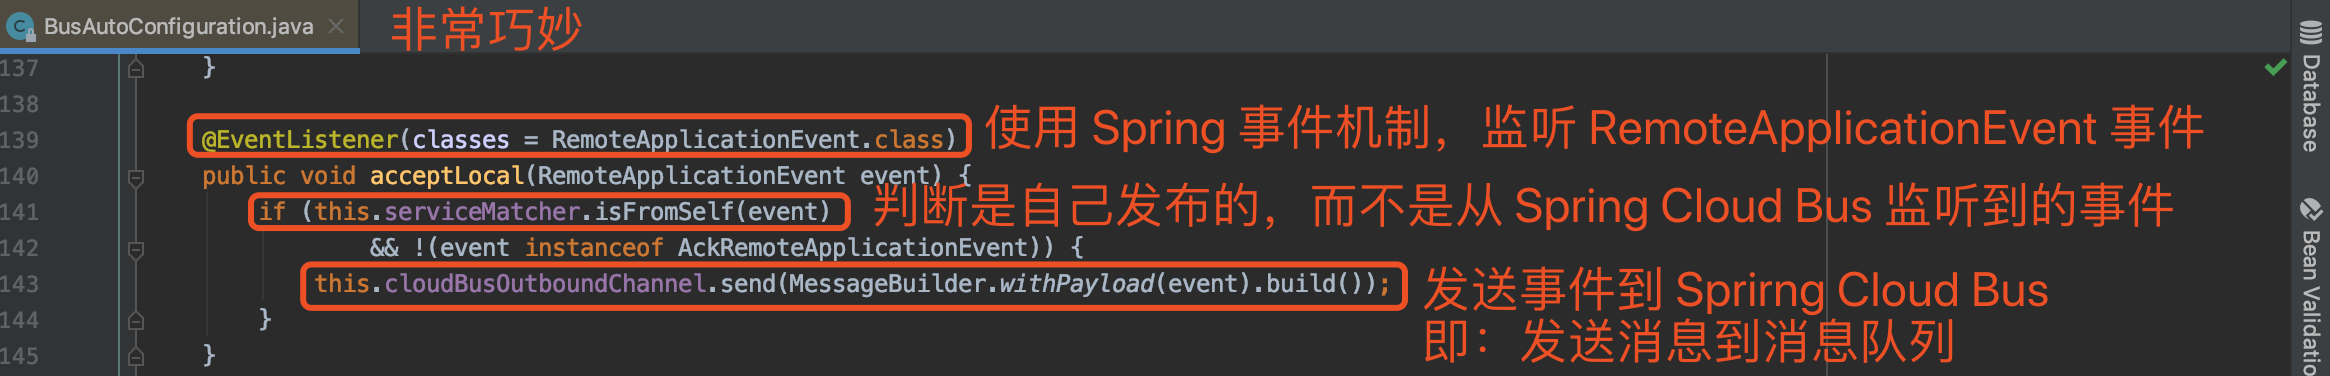 BusAutoConfiguration.java
非常巧妙
137 }
138
139 @EventListener(classes = RemoteApplicationEvent.class) 使用 Spring 事件机制，监听 RemoteApplicationEvent 事件
140 public void acceptLocal(RemoteApplicationEvent event) {
141 if (this.serviceMatcher.isFromSelf(event) 判断是自己发布的，而不是从 Spring Cloud Bus 监听到的事件
142 && !(event instanceof AckRemoteApplicationEvent)) {
143 this.cloudBusOutboundChannel.send(MessageBuilder.withPayload(event).build()); 发送事件到 Sprirng Cloud Bus
即：发送消息到消息队列
144 }
145 }
Database
Bean Validatio